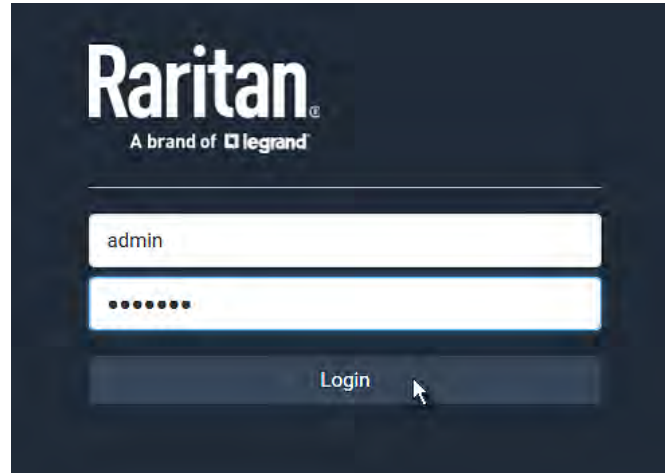 Raritan®
A brand of legrand
admin
•••••••
Login